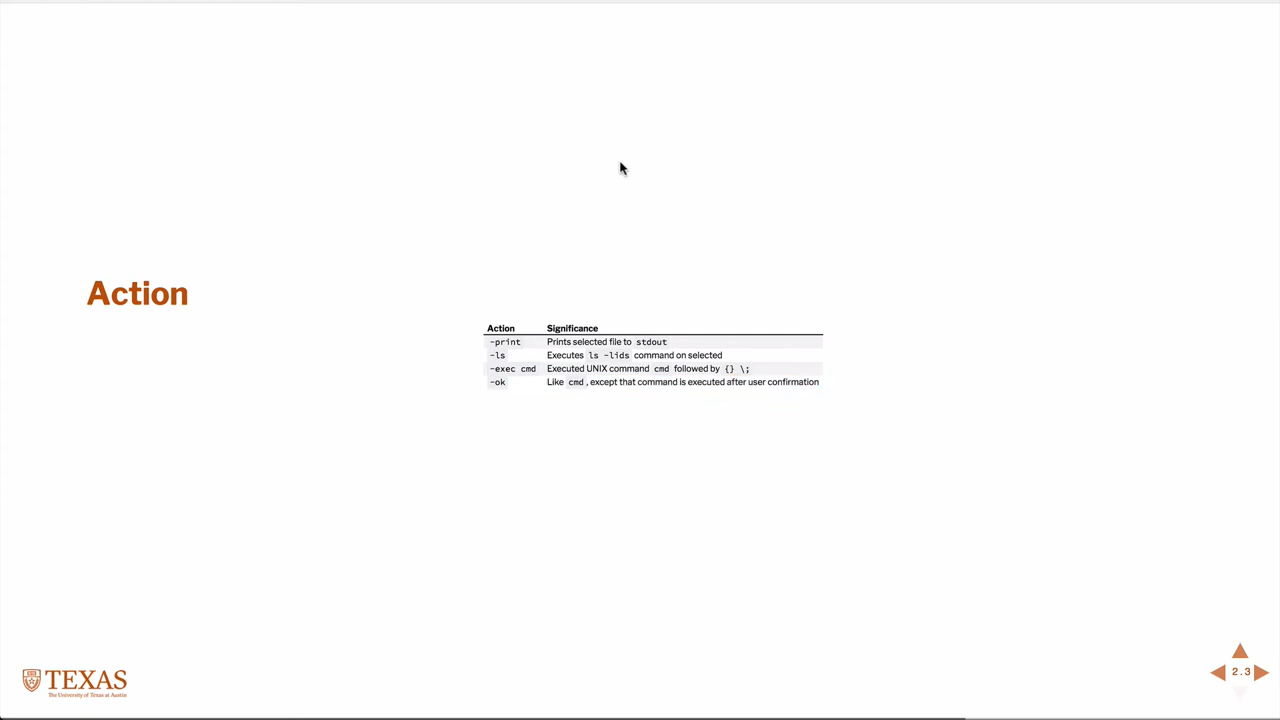 Action
Action Significance
-print Prints selected file to stdout
-ls Executes ls -lids command on selected
-exec cmd Executed UNIX command cmd followed by {} \;
-ok Like cmd, except that command is executed after user confirmation
TEXAS
The University of Texas at Austin
2.3